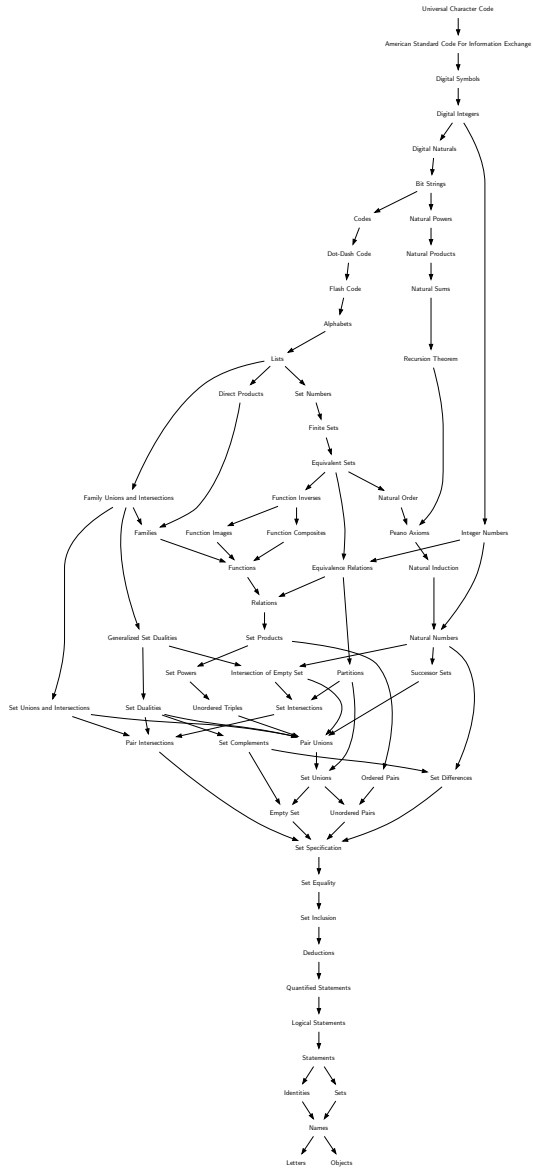 Universal Character Code
American Standard Code For Information Exchange
Digital Symbols
Digital Integers
Digital Naturals
Bit Strings
Codes
Natural Powers
Dot-Dash Code
Natural Products
Flash Code
Natural Sums
Alphabets
Lists
Recursion Theorem
Direct Products
Set Numbers
Finite Sets
Equivalent Sets
Family Unions and Intersections
Function Inverses
Natural Order
Families
Function Images
Function Composites
Peano Axioms
Integer Numbers
Functions
Equivalence Relations
Natural Induction
Relations
Generalized Set Dualities
Set Products
Natural Numbers
Set Powers
Intersection of Empty Set
Partitions
Successor Sets
Set Unions and Intersections
Set Dualities
Unordered Triples
Set Intersections
Pair Intersections
Set Complements
Pair Unions
Set Unions
Ordered Pairs
Set Differences
Empty Set
Unordered Pairs
Set Specification
Set Equality
Set Inclusion
Deductions
Quantified Statements
Logical Statements
Statements
Identities
Sets
Names
Letters
Objects